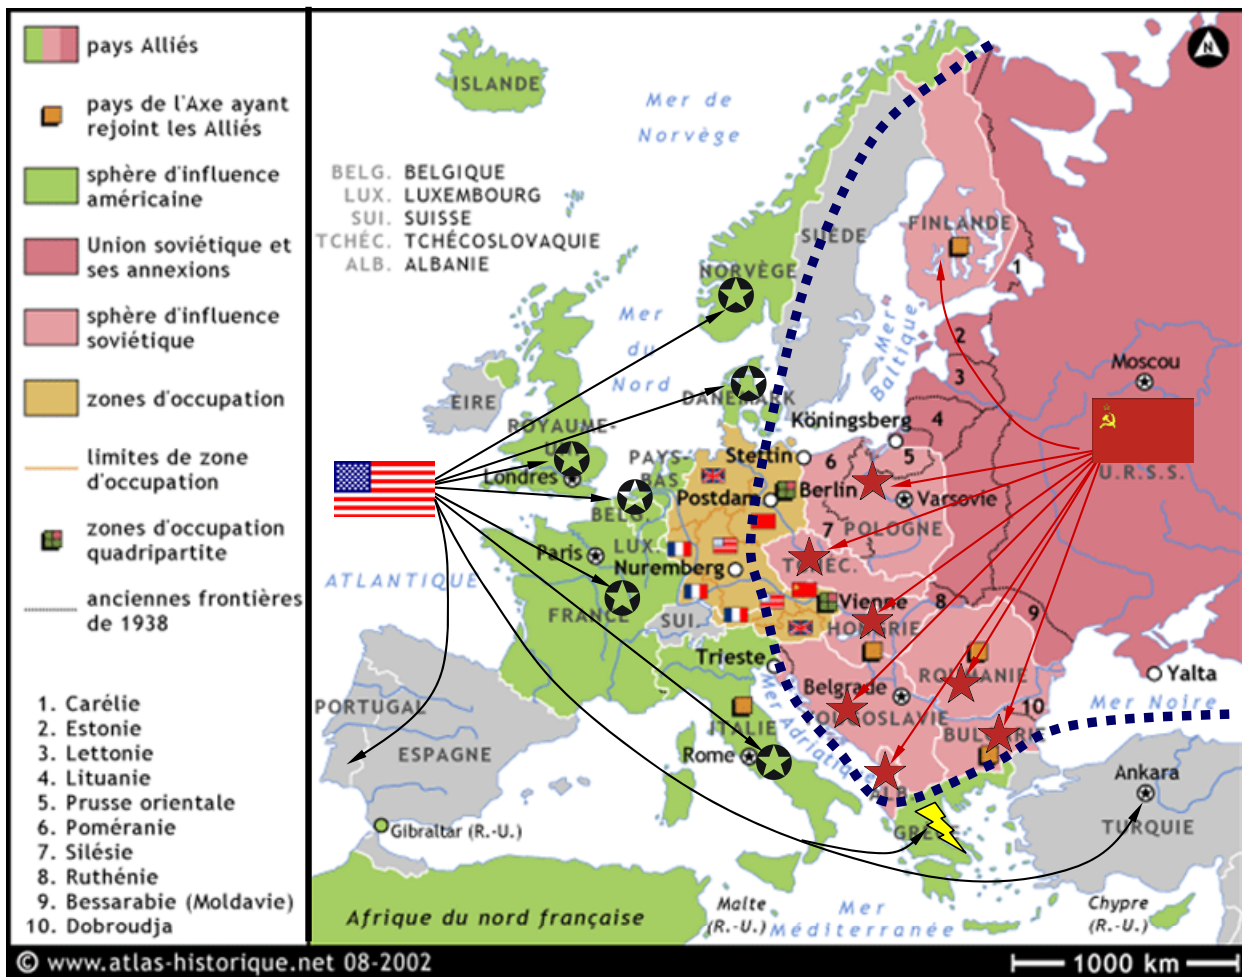 pays Alliés
pays de l'Axe ayant
rejoint les Alliés
sphère d'influence
américaine
Union soviétique et
ses annexions
sphère d'influence
soviétique
zones d'occupation
limites de zone
d'occupation
zones d'occupation
quadripartite
anciennes frontières
de 1938
1. Carélie
2. Estonie
3. Lettonie
4. Lituanie
5. Prusse orientale
6. Poméranie
7. Silésie
8. Ruthénie
9. Bessarabie (Moldavie)
10. Dobroudja
N
ISLANDE
Mer de
Norvège
BELG. BELGIQUE
LUX. LUXEMBOURG
SUI. SUISSE
TCHÉC. TCHÉCOSLOVAQUIE
ALB. ALBANIE
SUÈDE
FINLANDE
NORVÈGE
1
Mer
du
Nord
Mer
Baltique
2
3
4
5
6
7
8
9
10
Moscou
EIRE
DANEMARK
ROYAUME-
UNI
Köningsberg
PAYS-
BAS
Stettin
Londres
Postdam
Berlin
Varsovie
U.R.S.S.
BELG.
POLOGNE
Paris
LUX.
Nuremberg
TCHÉC.
ATLANTIQUE
FRANCE
SUI.
Vienne
HONGRIE
Trieste
Belgrade
ROUMANIE
Yalta
Mer Noire
PORTUGAL
ESPAGNE
ITALIE
Rome
Mer Adriatique
YOUGOSLAVIE
BULGARIE
ALB.
Ankara
TURQUIE
Gibraltar (R.-U.)
GRÈCE
Afrique du nord française
Malte
(R.-U.)
Mer
Méditerranée
Chypre
(R.-U.)
© www.atlas-historique.net 08-2002
1000 km